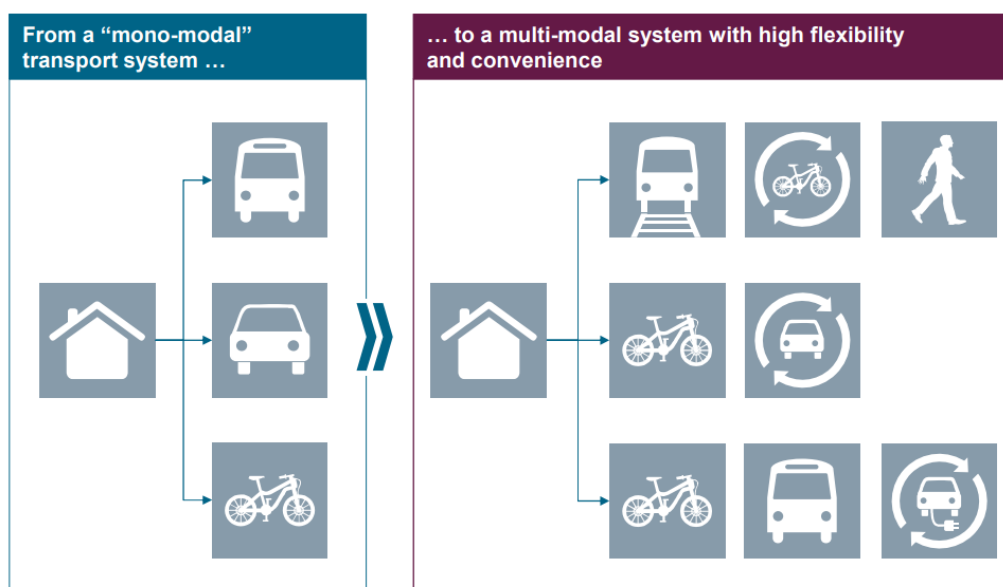 From a “mono-modal”
transport system …
… to a multi-modal system with high flexibility
and convenience